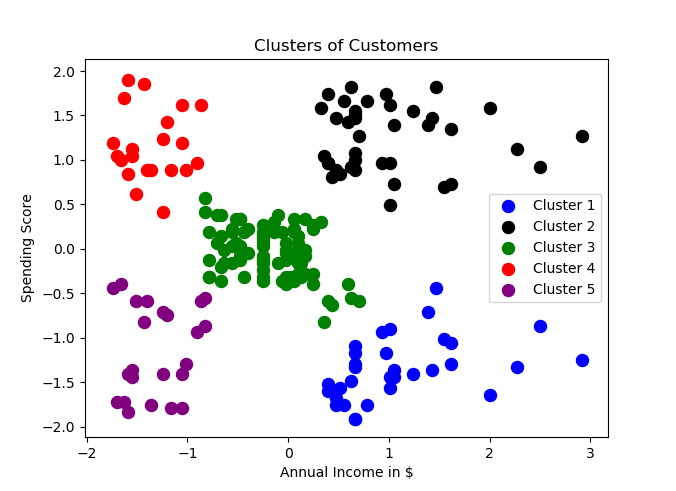 Clusters of Customers
2.0
1.5
1.0
0.5
0.0
−0.5
−1.0
−1.5
−2.0
Spending Score
Cluster 1
Cluster 2
Cluster 3
Cluster 4
Cluster 5
−2
−1
0
1
2
3
Annual Income in $